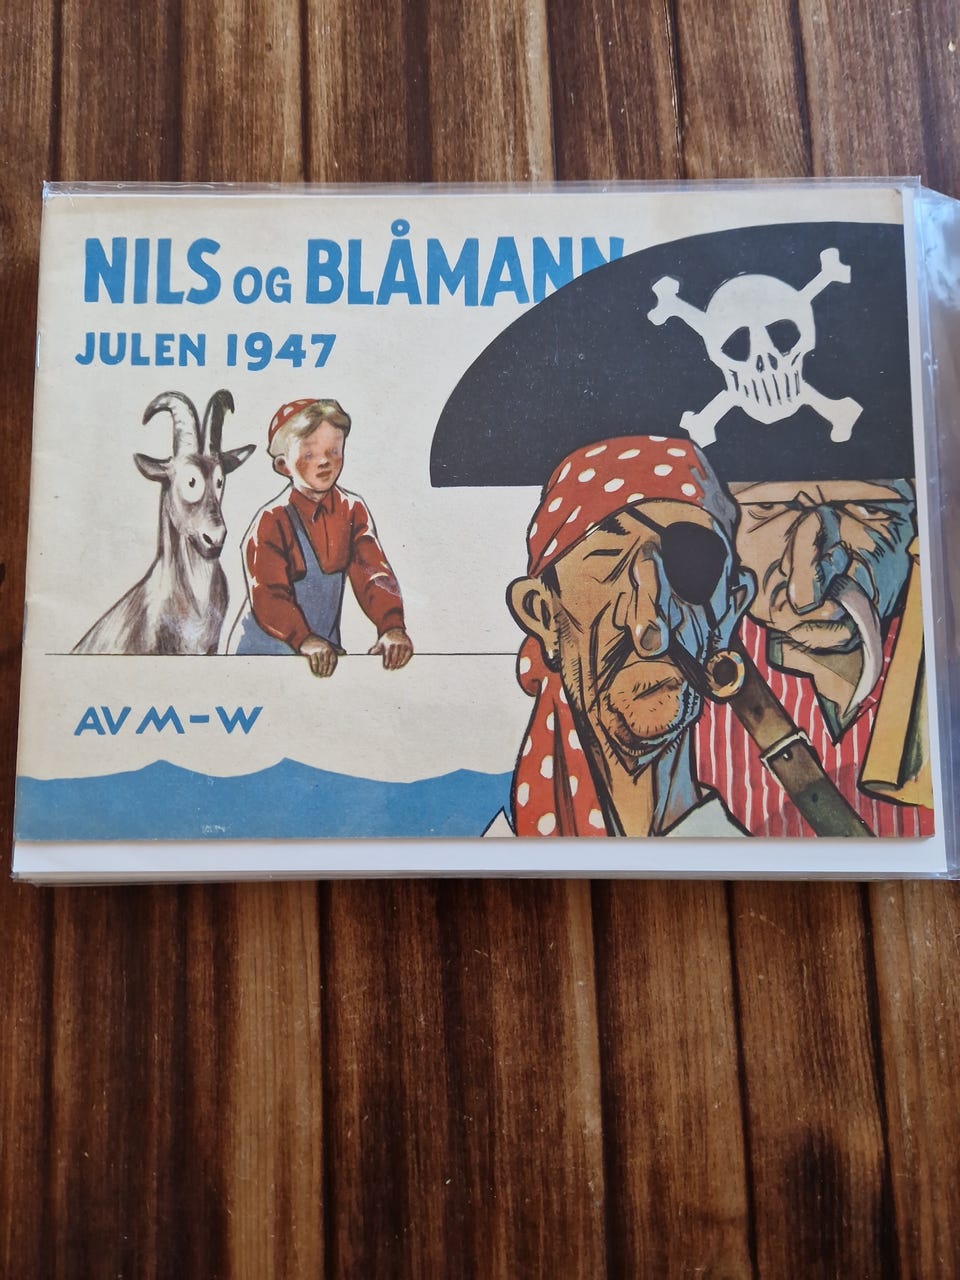 NILS OG BLÅMANN
JULEN 1947
AV M-W